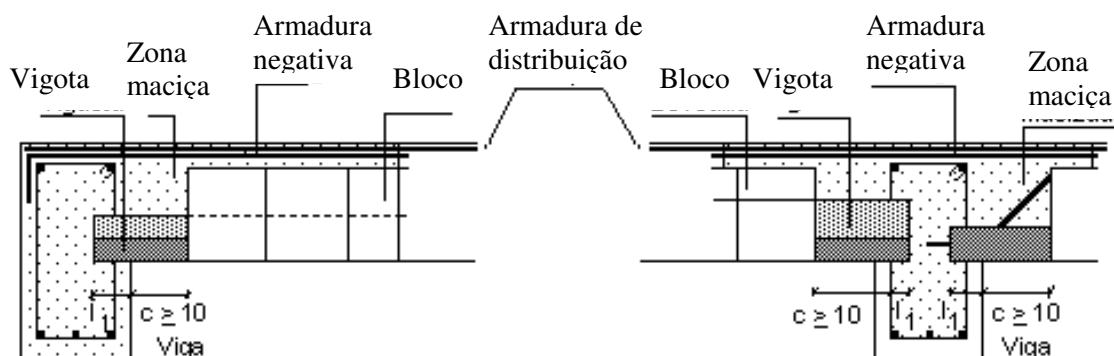 Armadura
negativa
Armadura de
distribuição
Armadura
negativa
Vigota
Zona
maciça
Bloco
Bloco
Vigota
Zona
maciça
l1
c ≥ 10
Viga
c ≥ 10
l1
l1
c ≥ 10
Viga